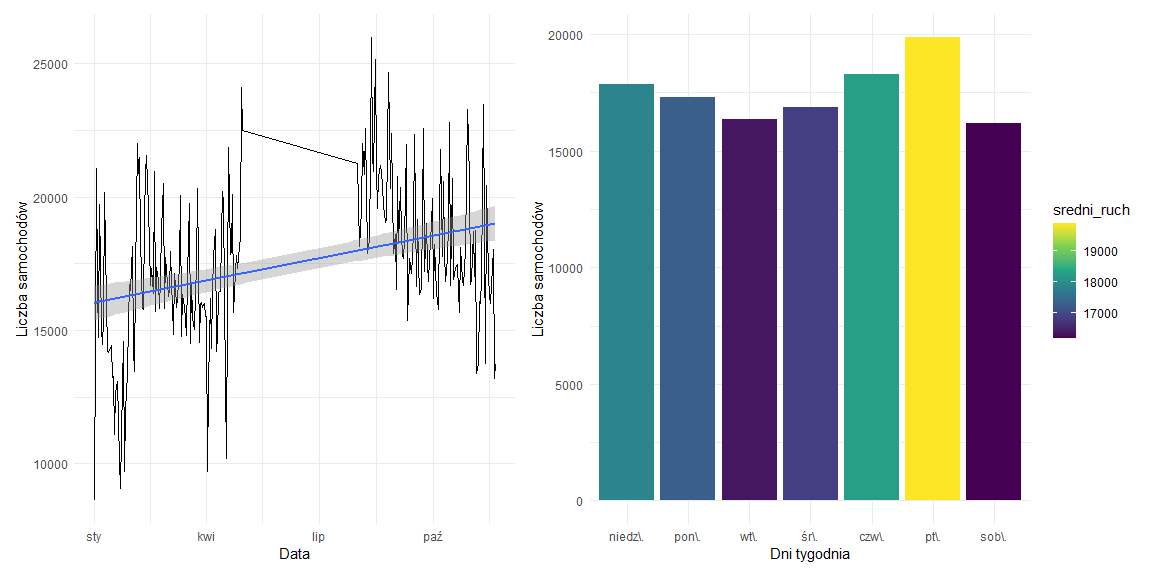 25000
20000
15000
10000
Liczba samochodów
sty
kwi
lip
paź
Data
20000
15000
10000
5000
0
Liczba samochodów
niedz\.
pon\.
wt\.
śr\.
czw\.
pt\.
sob\.
Dni tygodnia
sredni_ruch
19000
18000
17000